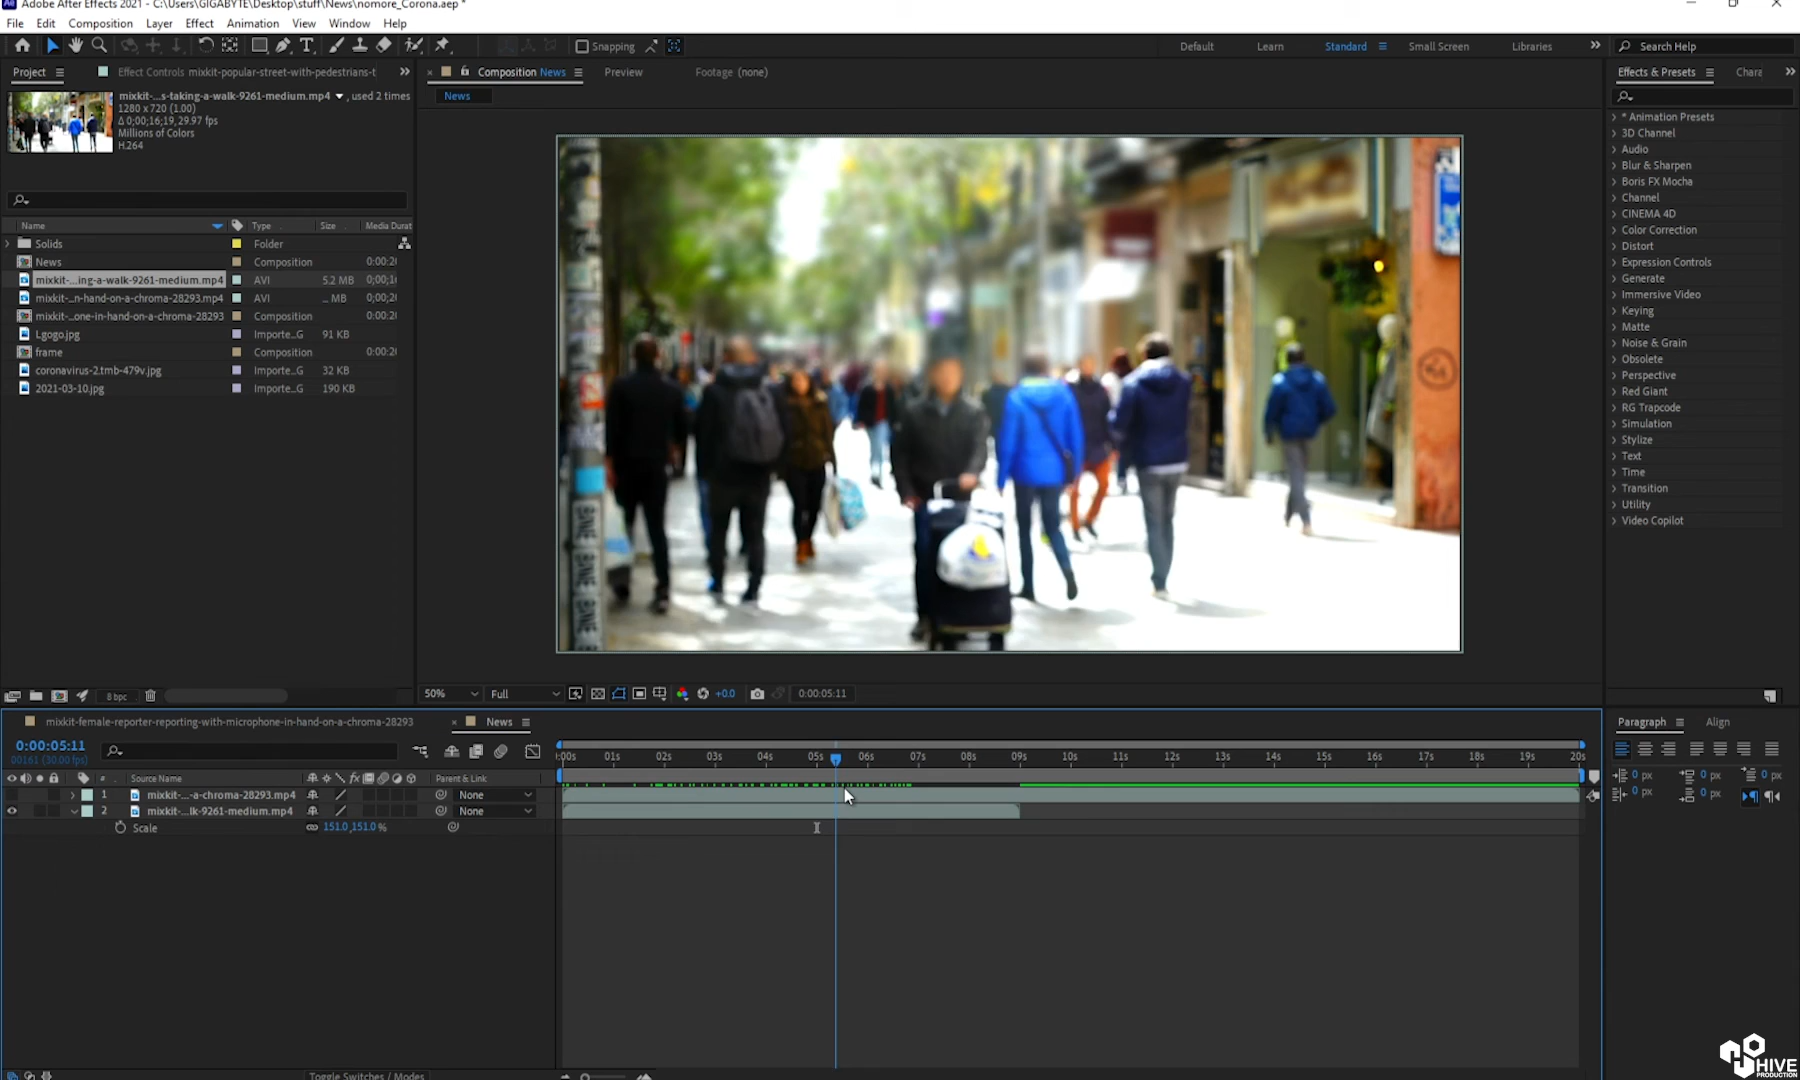 Adobe After Effects 2021 - C:\Users\GIGABYTE\Desktop\stuff\News\nomore_Corona.aep *
File Edit Composition Layer Effect Animation View Window Help
Snapping
Default Learn Standard Small Screen Libraries
Search Help
Project
Effect Controls mixkit-popular-street-with-pedestrians-t
Composition News
Preview
Footage (none)
News
mixkit-...s-taking-a-walk-9261-medium.mp4 , used 2 times
1280 x 720 (1.00)
Δ 0;00;16;19, 29.97 fps
Millions of Colors
H.264
Name Type Size Media Durat
Solids Folder
News Composition 0:00:20
mixkit-...ing-a-walk-9261-medium.mp4 AVI 5.2 MB 0;00;16
mixkit-..n-hand-on-a-chroma-28293.mp4 AVI ... MB 0;00;20
mixkit-...one-in-hand-on-a-chroma-28293 Composition 0:00:20
Lgogo.jpg Importe...G 91 KB
frame Composition 0:00:20
coronavirus-2.tmb-479v.jpg Importe...G 32 KB
2021-03-10.jpg Importe...G 190 KB
8 bpc
50% Full +0.0 0:00:05:11
Effects & Presets Chara
* Animation Presets
3D Channel
Audio
Blur & Sharpen
Boris FX Mocha
Channel
CINEMA 4D
Color Correction
Distort
Expression Controls
Generate
Immersive Video
Keying
Matte
Noise & Grain
Obsolete
Perspective
Red Giant
RG Trapcode
Simulation
Stylize
Text
Time
Transition
Utility
Video Copilot
mixkit-female-reporter-reporting-with-microphone-in-hand-on-a-chroma-28293
News
0:00:05:11
00161 (30.00 fps)
:00s 01s 02s 03s 04s 05s 06s 07s 08s 09s 10s 11s 12s 13s 14s 15s 16s 17s 18s 19s 20s
# Source Name Parent & Link
1 mixkit-...-a-chroma-28293.mp4 None
2 mixkit-...lk-9261-medium.mp4 None
Scale 151.0,151.0 %
Toggle Switches / Modes
Paragraph Align
0 px 0 px 0 px
0 px 0 px
HIVE
PRODUCTION